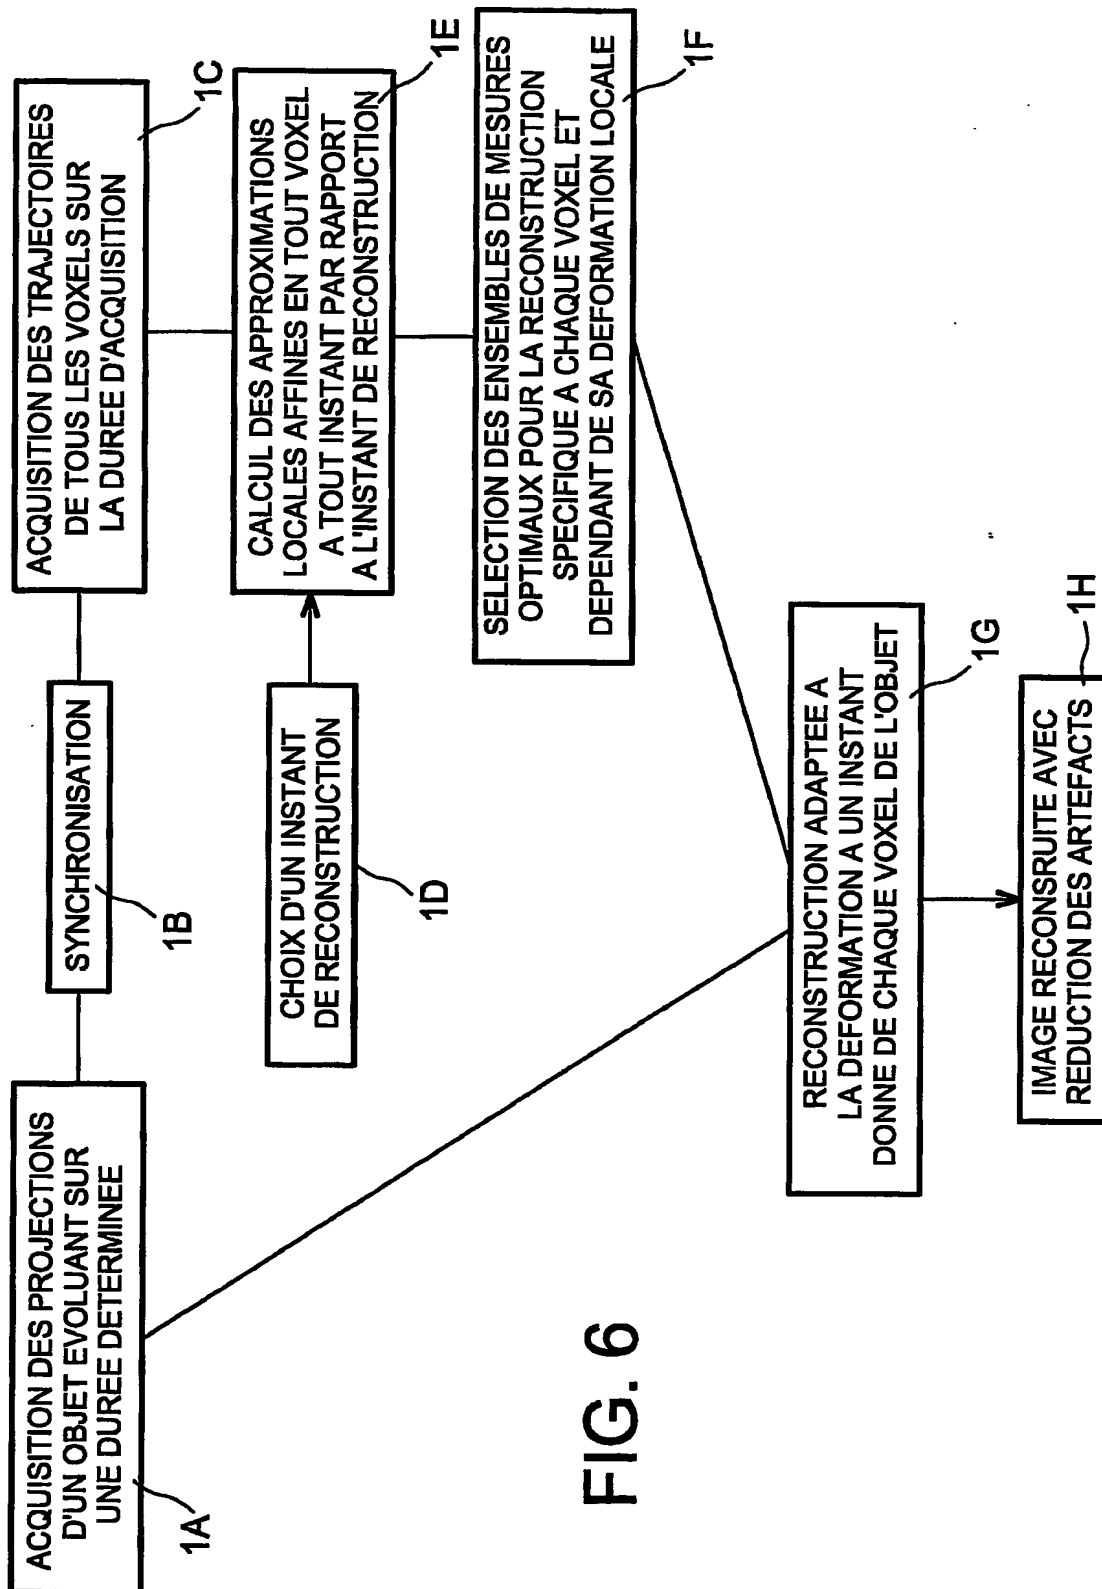 ACQUISITION DES PROJECTIONS
D'UN OBJET EVOLUANT SUR
UNE DUREE DETERMINEE
1A
SYNCHRONISATION
1B
ACQUISITION DES TRAJECTOIRES
DE TOUS LES VOXELS SUR
LA DUREE D'ACQUISITION
1C
CHOIX D'UN INSTANT
DE RECONSTRUCTION
1D
CALCUL DES APPROXIMATIONS
LOCALES AFFINES EN TOUT VOXEL
A TOUT INSTANT PAR RAPPORT
A L'INSTANT DE RECONSTRUCTION
1E
SELECTION DES ENSEMBLES DE MESURES
OPTIMAUX POUR LA RECONSTRUCTION
SPECIFIQUE A CHAQUE VOXEL ET
DEPENDANT DE SA DEFORMATION LOCALE
1F
RECONSTRUCTION ADAPTEE A
LA DEFORMATION A UN INSTANT
DONNE DE CHAQUE VOXEL DE L'OBJET
1G
IMAGE RECONSRUITE AVEC
REDUCTION DES ARTEFACTS
1H
FIG. 6